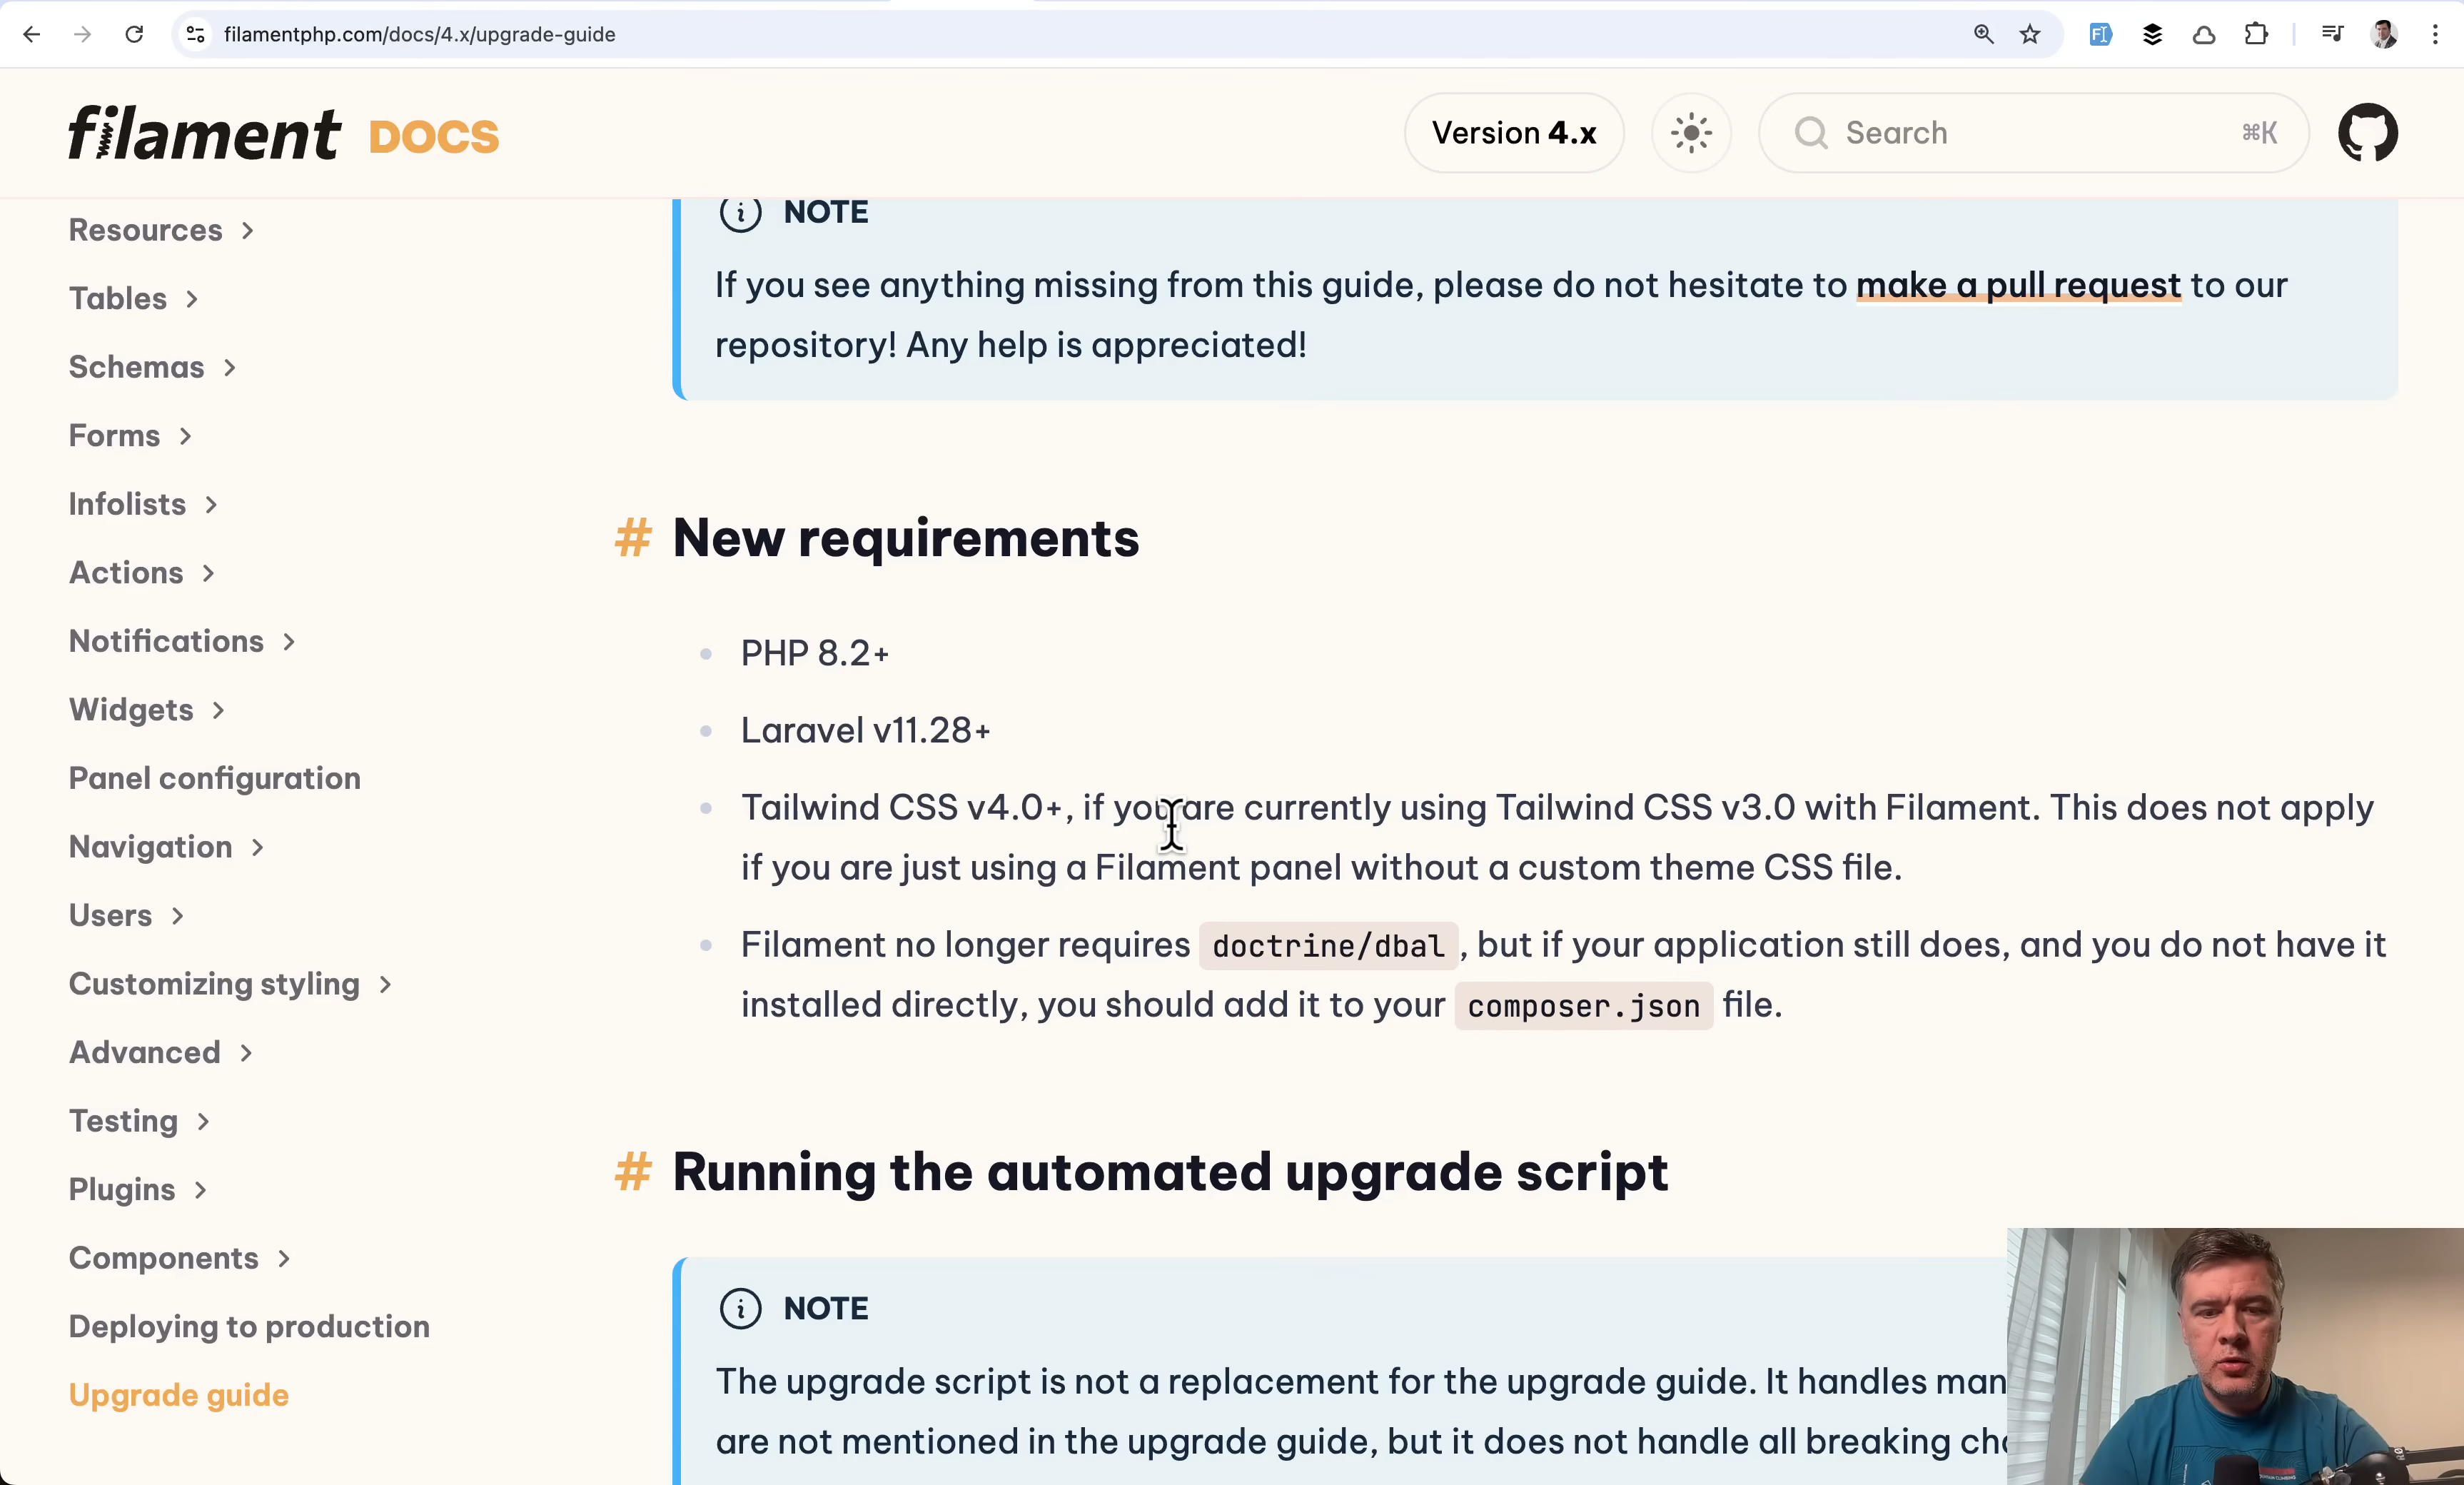 filamentphp.com/docs/4.x/upgrade-guide
filament DOCS
Version 4.x
Search
⌘K
Resources
Tables
Schemas
Forms
Infolists
Actions
Notifications
Widgets
Panel configuration
Navigation
Users
Customizing styling
Advanced
Testing
Plugins
Components
Deploying to production
Upgrade guide
NOTE
If you see anything missing from this guide, please do not hesitate to make a pull request to our
repository! Any help is appreciated!
# New requirements
PHP 8.2+
Laravel v11.28+
Tailwind CSS v4.0+, if you are currently using Tailwind CSS v3.0 with Filament. This does not apply
if you are just using a Filament panel without a custom theme CSS file.
Filament no longer requires doctrine/dbal, but if your application still does, and you do not have it
installed directly, you should add it to your composer.json file.
# Running the automated upgrade script
NOTE
The upgrade script is not a replacement for the upgrade guide. It handles man
are not mentioned in the upgrade guide, but it does not handle all breaking ch